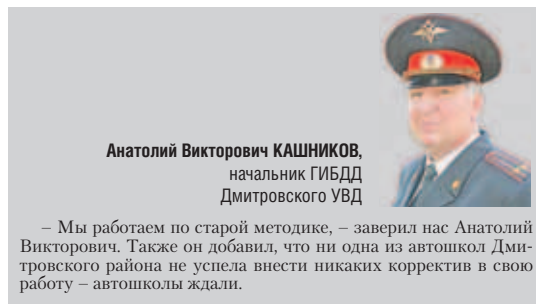 Анатолий Викторович КАШНИКОВ,
начальник ГИБДД
Дмитровского УВД
– Мы работаем по старой методике, – заверил нас Анатолий
Викторович. Также он добавил, что ни одна из автошкол Дми-
тровского района не успела внести никаких корректив в свою
работу – автошколы ждали.